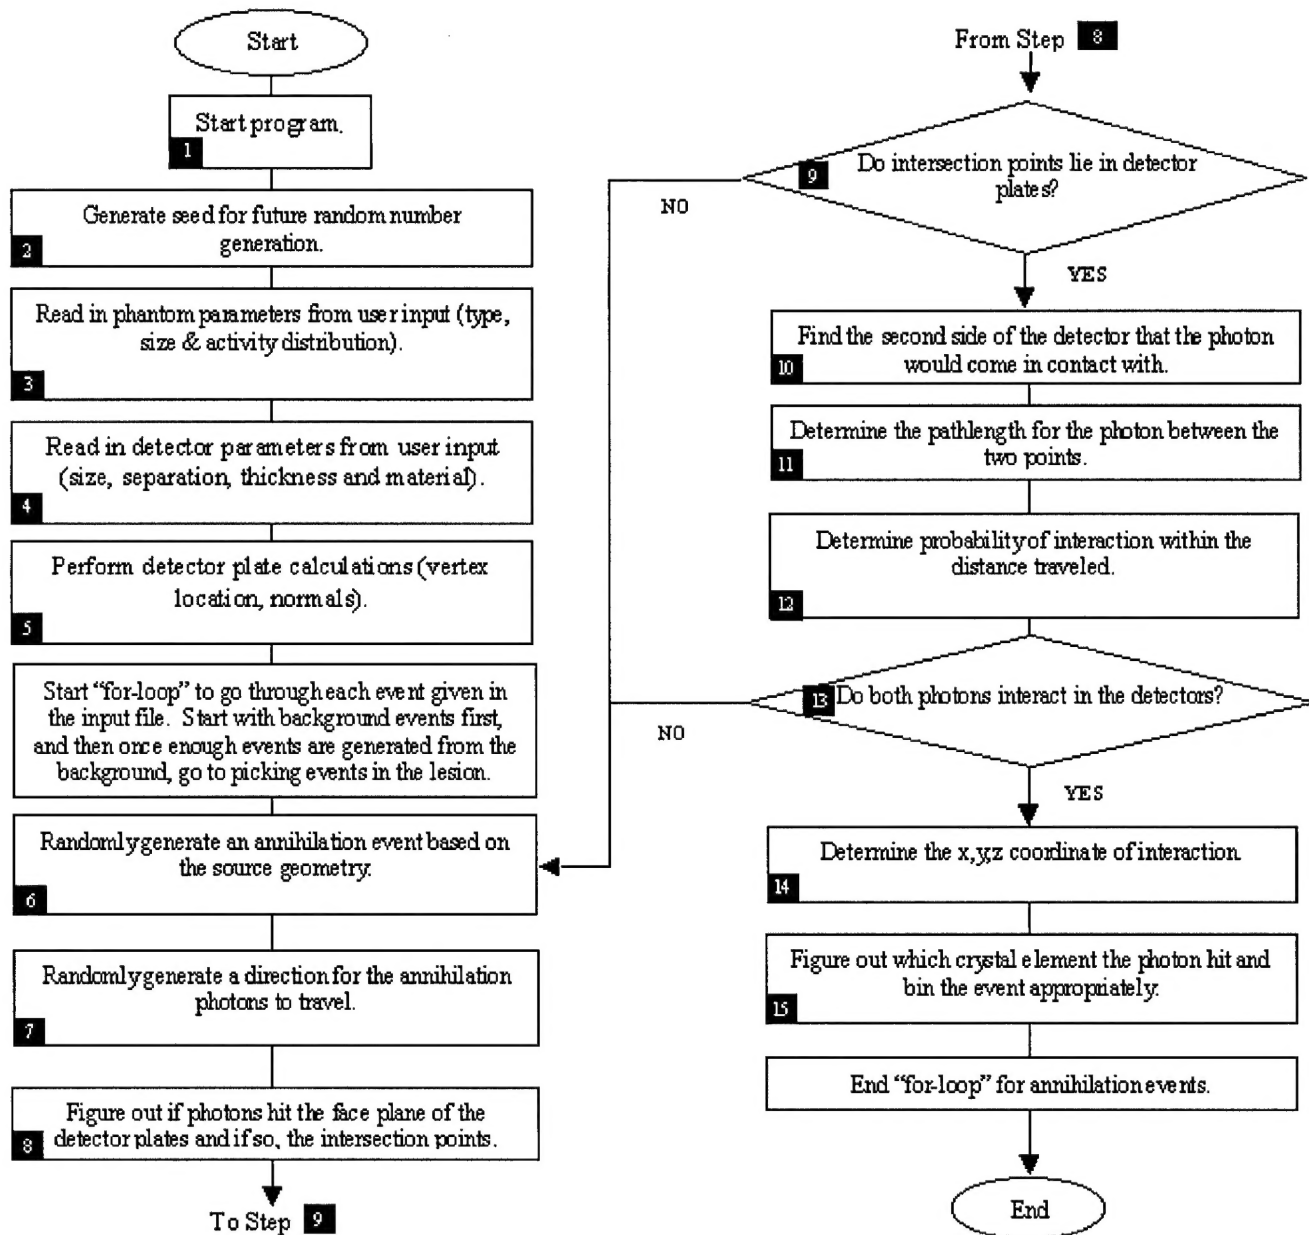 Start
Start program.
1
Generate seed for future random number
generation.
2
Read in phantom parameters from user input (type,
size & activity distribution).
3
Read in detector parameters from user input
(size, separation, thickness and material).
4
Perform detector plate calculations (vertex
location, normals).
5
Start “for-loop” to go through each event given in
the input file. Start with background events first,
and then once enough events are generated from the
background, go to picking events in the lesion.
Randomly generate an annihilation event based on
the source geometry.
6
Randomly generate a direction for the annihilation
photons to travel.
7
Figure out if photons hit the face plane of the
detector plates and if so, the intersection points.
8
To Step 9
From Step 8
Do intersection points lie in detector
plates?
9
NO
YES
Find the second side of the detector that the photon
would come in contact with.
10
Determine the pathlength for the photon between the
two points.
11
Determine probability of interaction within the
distance traveled.
12
13 Do both photons interact in the detectors?
NO
YES
Determine the x,y,z coordinate of interaction.
14
Figure out which crystal element the photon hit and
bin the event appropriately.
15
End “for-loop” for annihilation events.
End